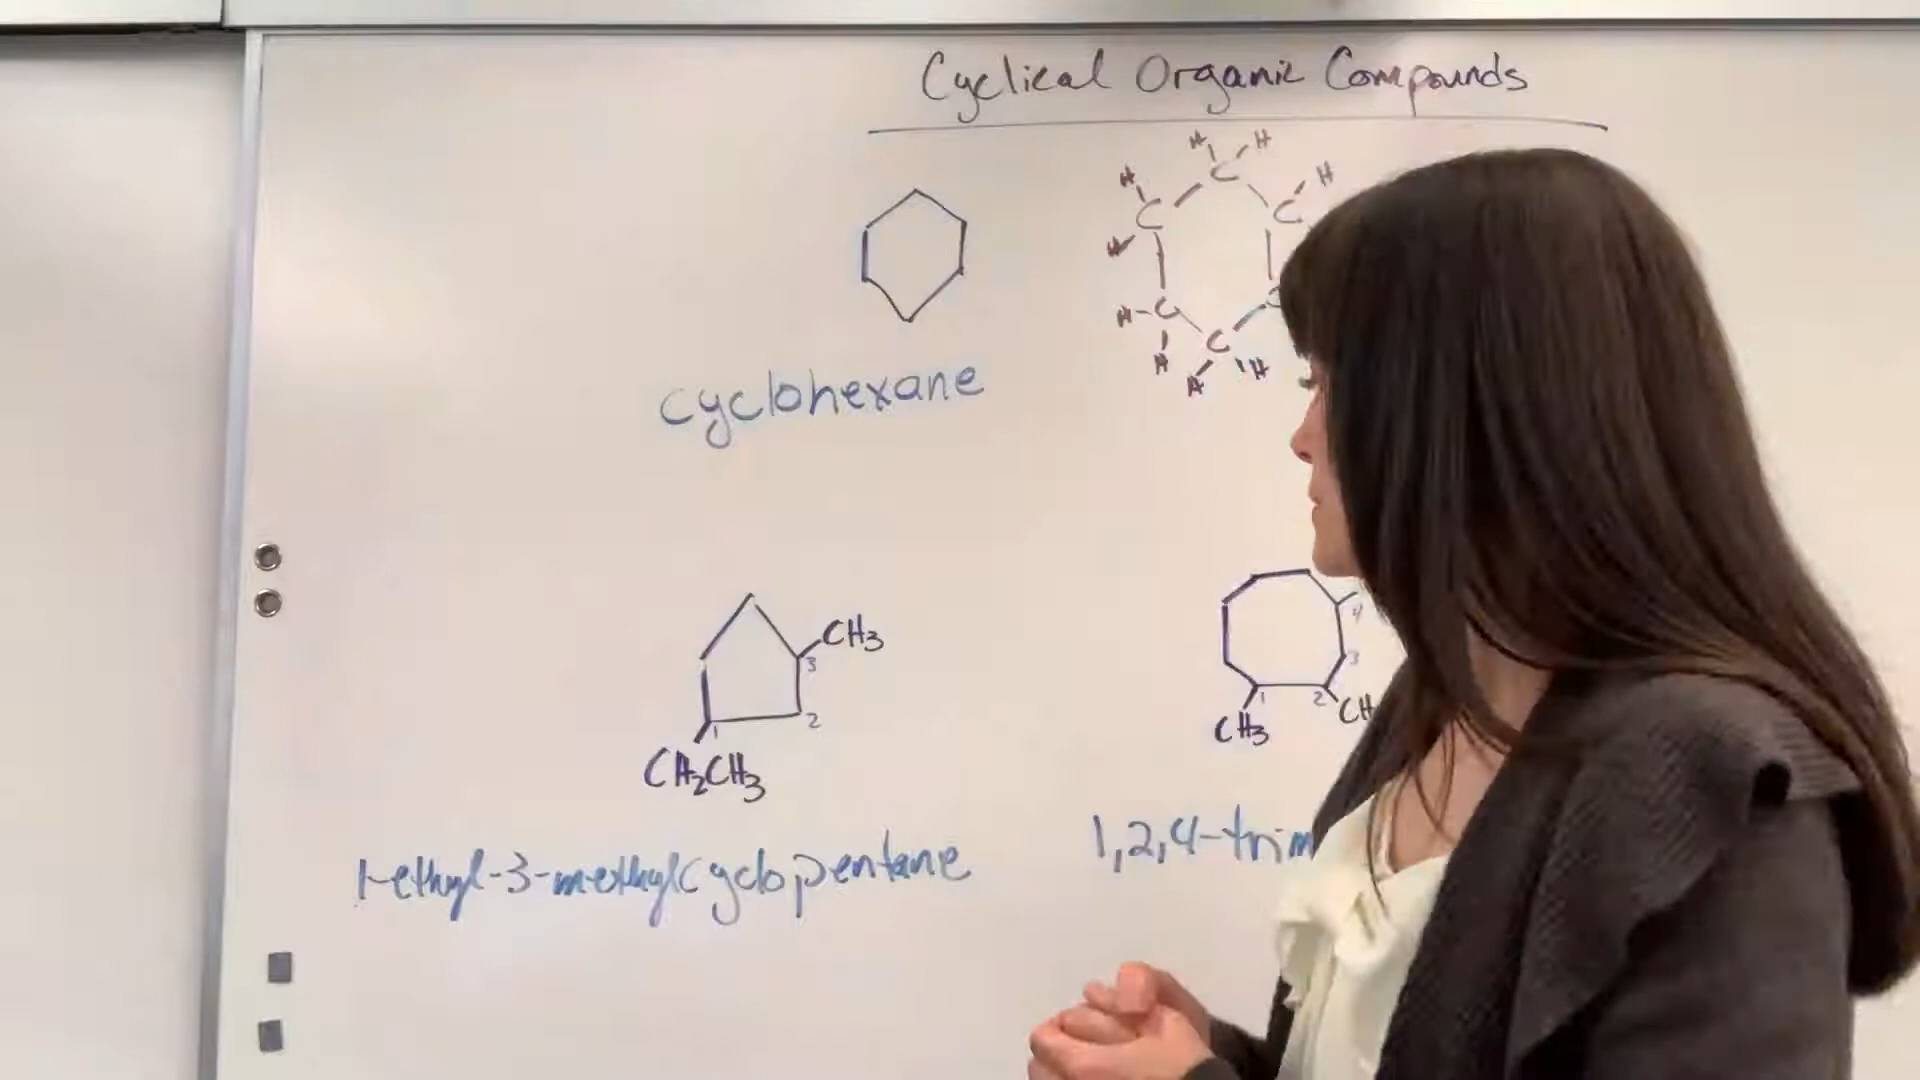 Cyclical Organic Compounds
H H
H C H
C C
H
H C
H C H
H
cyclohexane
CH3
3
4
3
1 2
1 2
CH3 CH
CH2CH3
1,2,4-trim
1-ethyl-3-methylcyclopentane